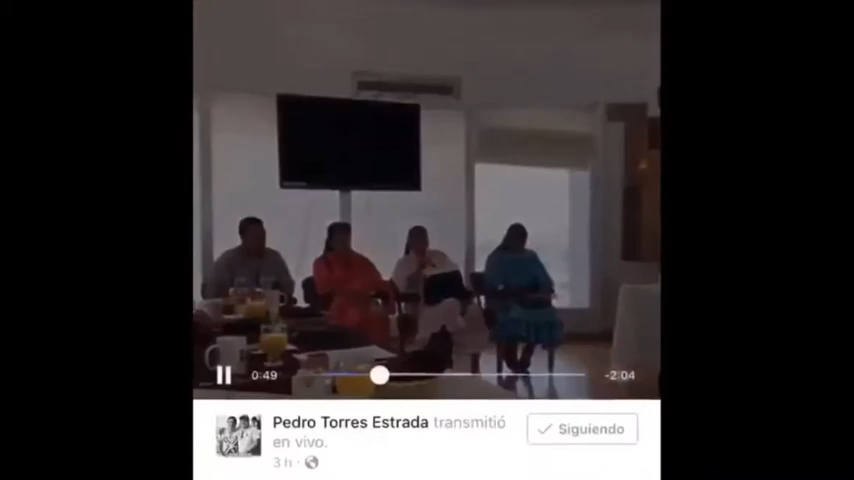 0:49 -2:04
Pedro Torres Estrada transmitió
en vivo.
Siguiendo
3 h ·